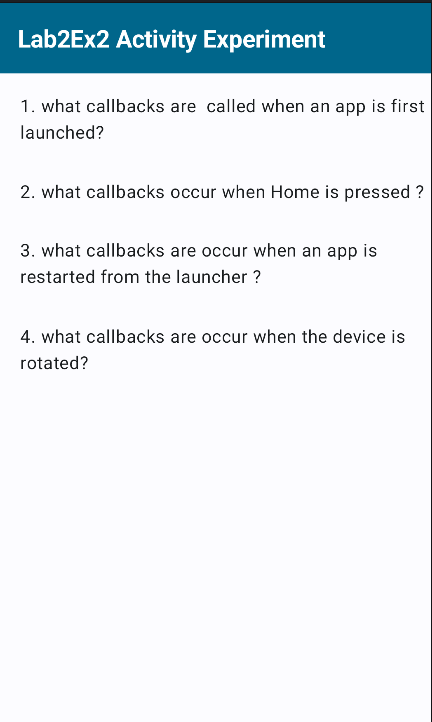 Lab2Ex2 Activity Experiment
1. what callbacks are  called when an app is first
launched?
2. what callbacks occur when Home is pressed ?
3. what callbacks are occur when an app is
restarted from the launcher ?
4. what callbacks are occur when the device is
rotated?